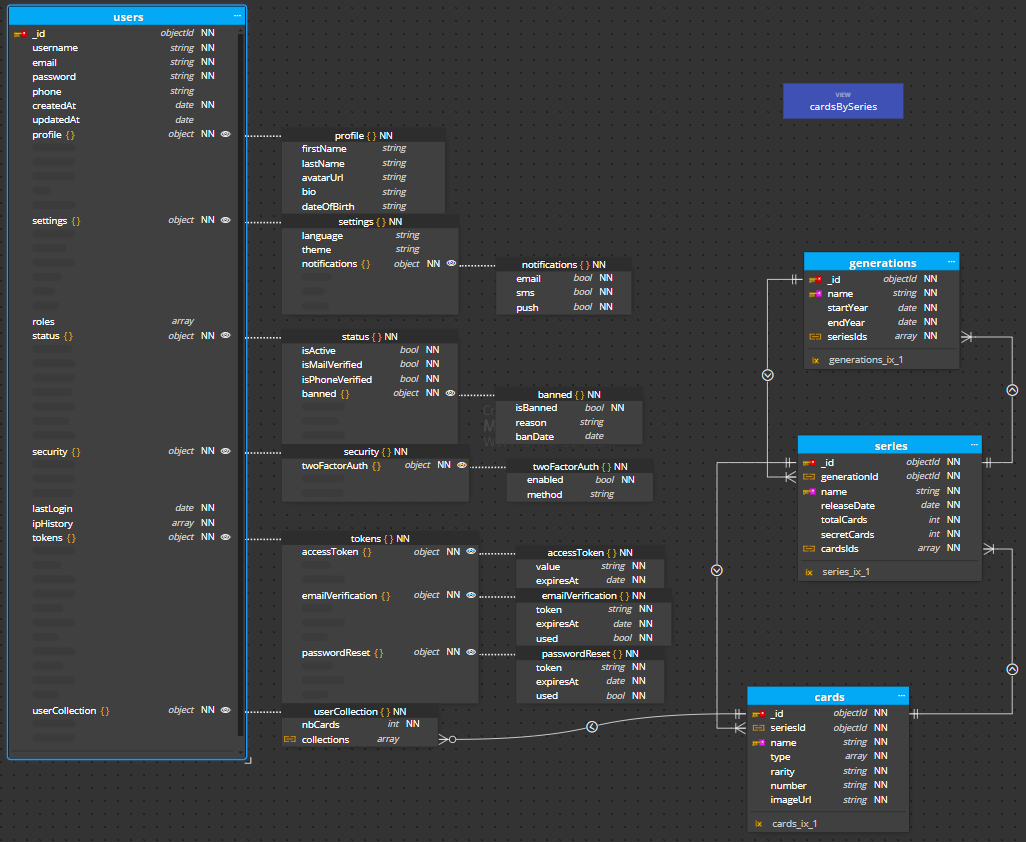 users ...
_id objectId NN
username string NN
email string NN
password string NN
phone string
createdAt date NN
updatedAt date
profile {} object NN
settings {} object NN
roles array
status {} object NN
security {} object NN
lastLogin date NN
ipHistory array NN
tokens {} object NN
userCollection {} object NN
profile {} NN
firstName string
lastName string
avatarUrl string
bio string
dateOfBirth string
settings {} NN
language string
theme string
notifications {} object NN
notifications {} NN
email bool NN
sms bool NN
push bool NN
status {} NN
isActive bool NN
isMailVerified bool NN
isPhoneVerified bool NN
banned {} object NN
banned {} NN
isBanned bool NN
reason string
banDate date
security {} NN
twoFactorAuth {} object NN
twoFactorAuth {} NN
enabled bool NN
method string
tokens {} NN
accessToken {} object NN
emailVerification {} object NN
passwordReset {} object NN
accessToken {} NN
value string NN
expiresAt date NN
emailVerification {} NN
token string NN
expiresAt date NN
used bool NN
passwordReset {} NN
token string NN
expiresAt date NN
used bool NN
userCollection {} NN
nbCards int NN
collections array
VIEW
cardsBySeries
generations ...
_id objectId NN
name string NN
startYear date NN
endYear date NN
seriesIds array NN
ix generations_ix_1
series ...
_id objectId NN
generationId objectId NN
name string NN
releaseDate date NN
totalCards int NN
secretCards int NN
cardsIds array NN
ix series_ix_1
cards ...
_id objectId NN
seriesId objectId NN
name string NN
type array NN
rarity string NN
number string NN
imageUrl string NN
ix cards_ix_1